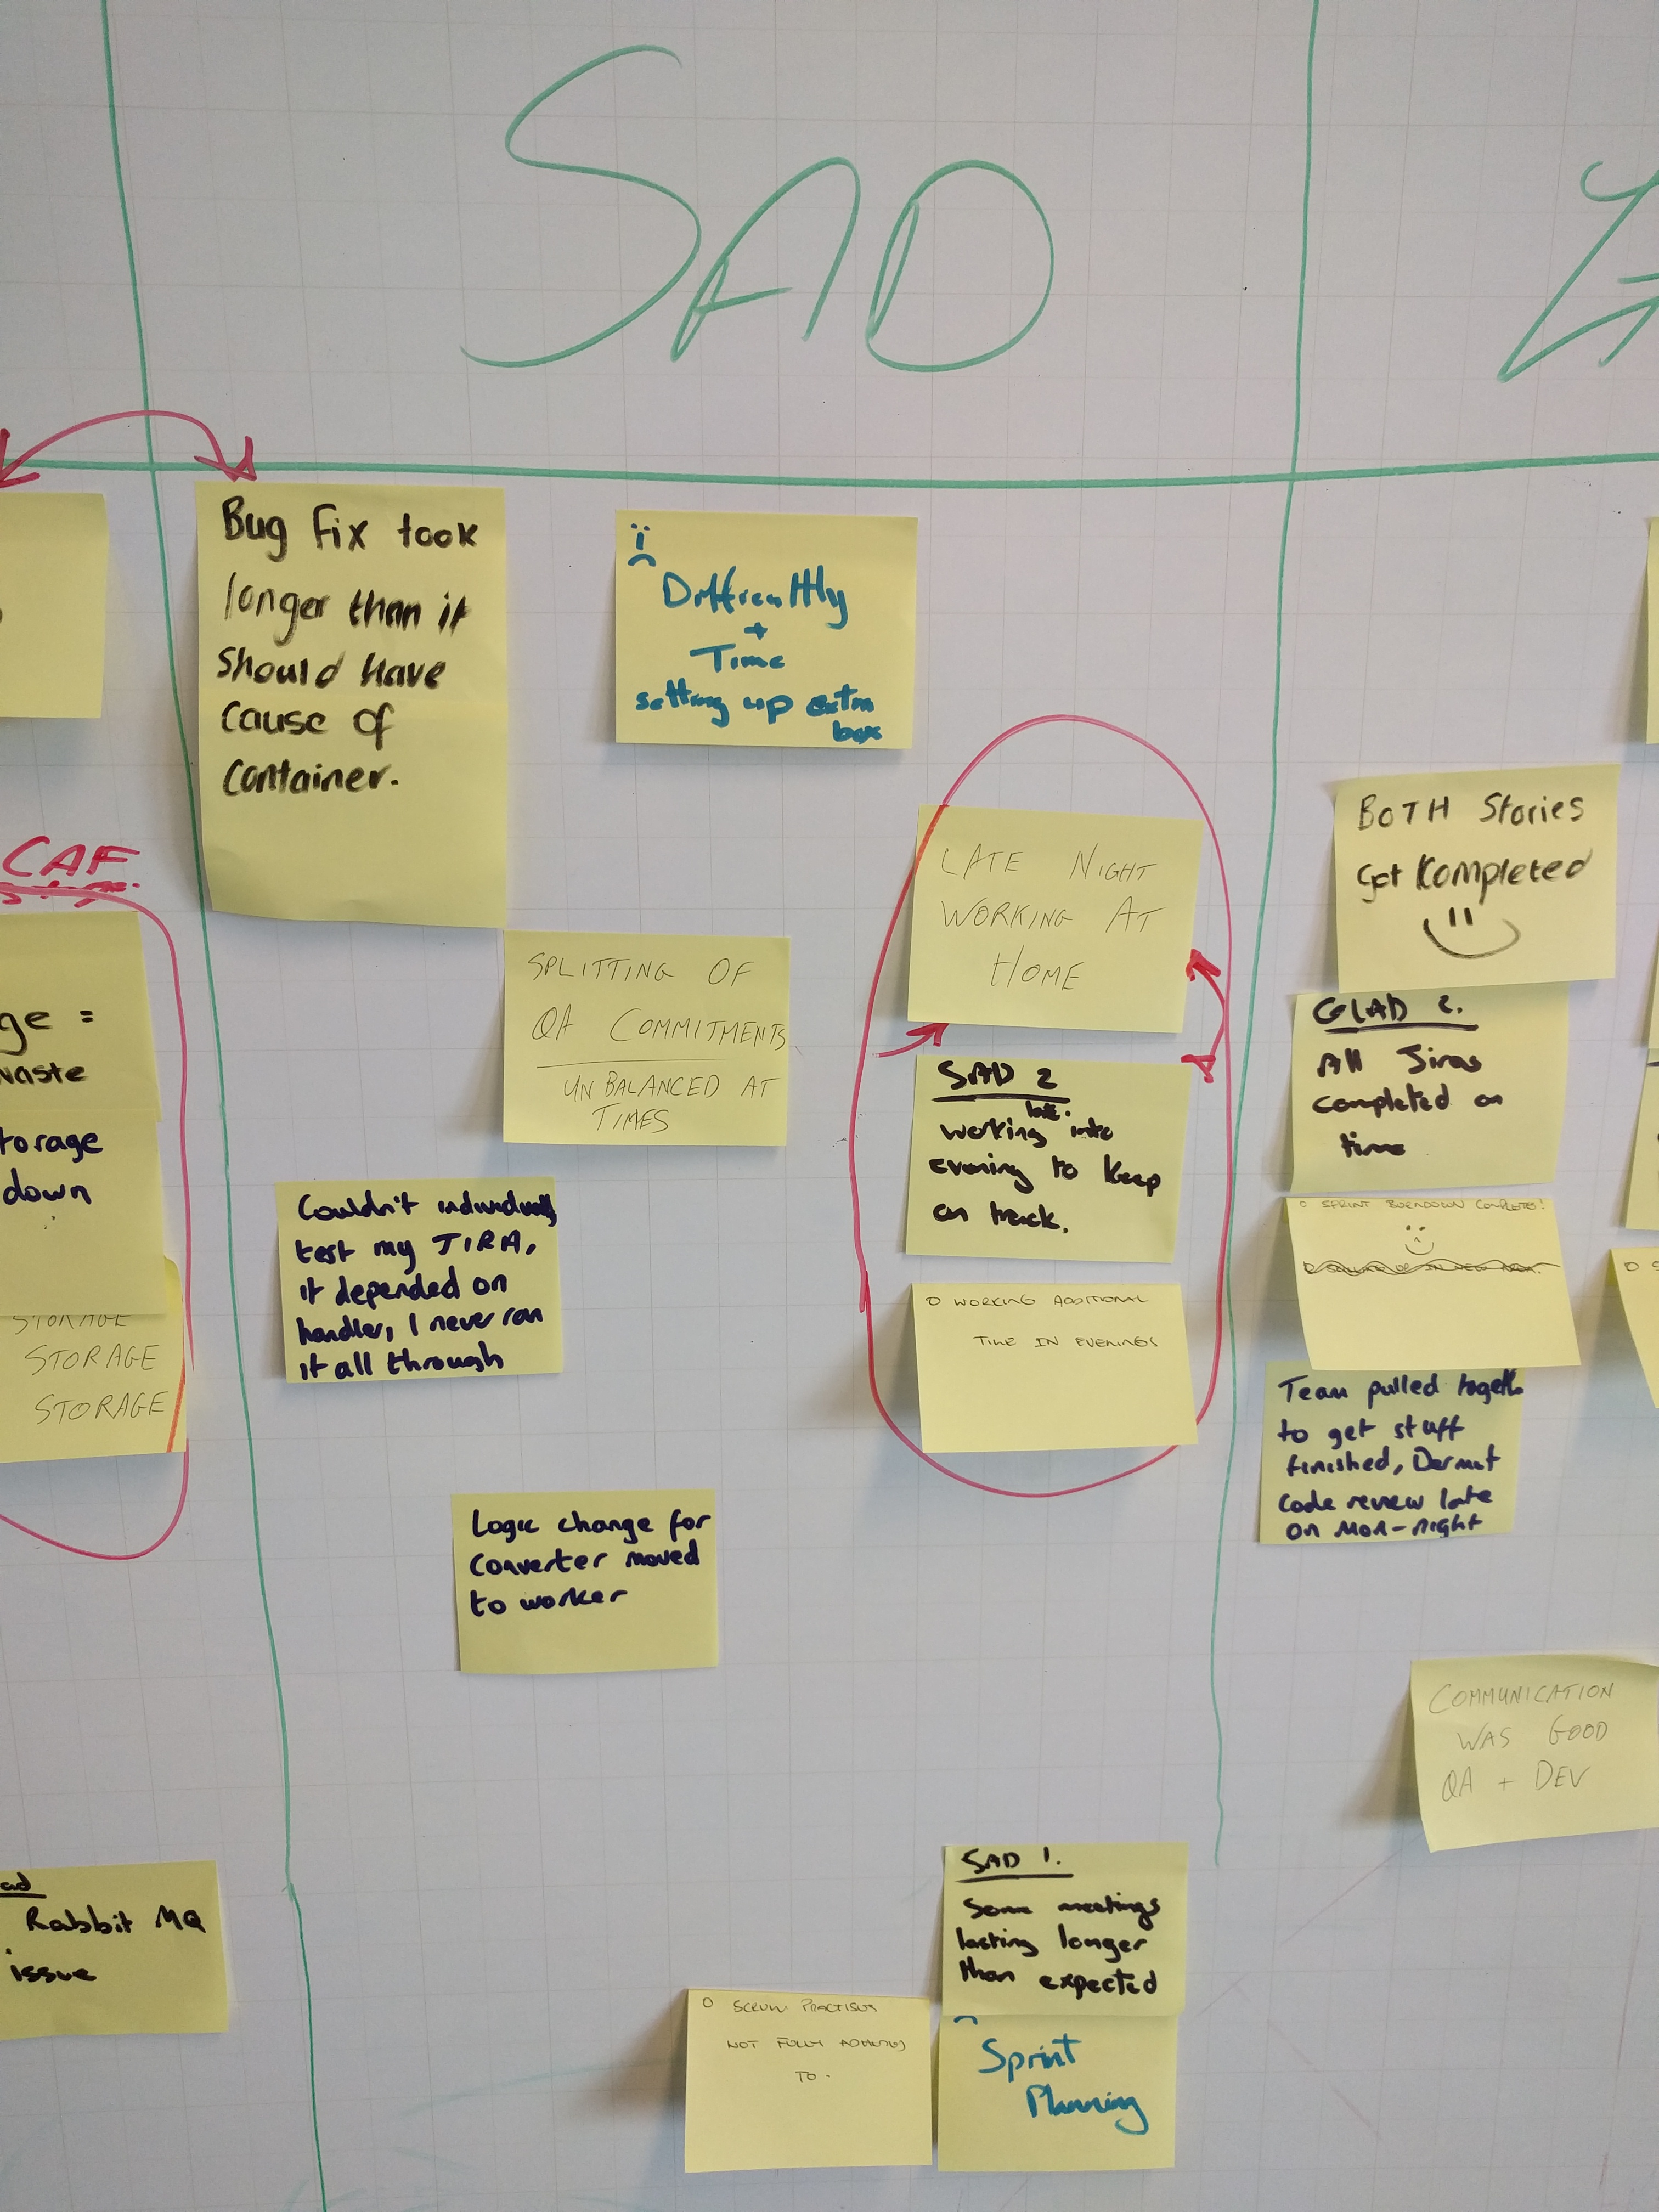 SAD
Bug Fix took
longer than it
should have
cause of
container.
Difficultly
+
Time
setting up extra
box
SPLITTING OF
QA COMMITMENTS
UNBALANCED AT
TIMES
LATE NIGHT
WORKING AT
HOME
SAD 2
late.
working into
evening to keep
on track.
O WORKING ADDITIONAL
TIME IN EVENINGS
Couldn't individually
test my JIRA,
it depended on
handler, I never ran
it all through
Logic change for
converter moved
to worker
SAD 1.
Some meetings
lasting longer
than expected
Sprint
Planning
O SCRUM PRACTISES
NOT FULLY ADHERED
TO.
CAF
ge =
waste
torage
down
STORAGE
STORAGE
STORAGE
ad
Rabbit MQ
issue
BOTH Stories
Got Kompleted
GLAD 2.
All Jiras
completed on
time
O SPRINT BURNDOWN COMPLETE!
Team pulled togeth
to get stuff
finished, Dermot
code review late
on Mon-night
COMMUNICATION
WAS GOOD
QA + DEV